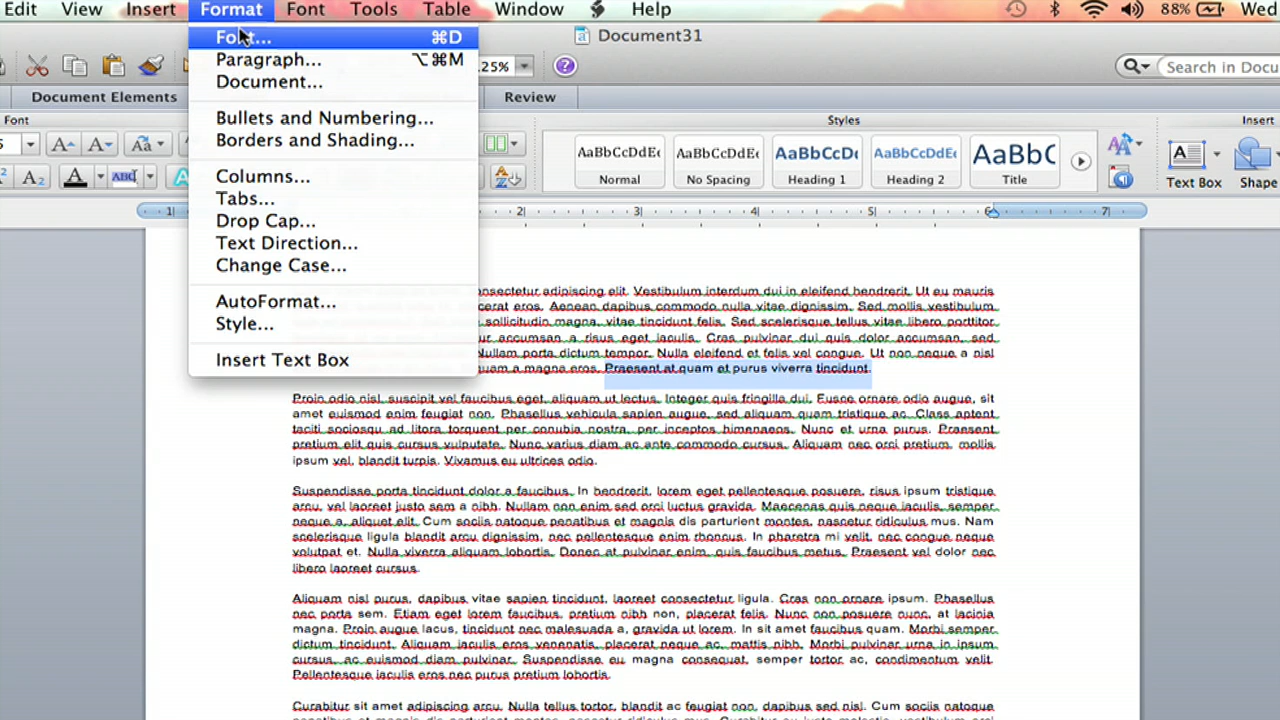 Edit View Insert Format Font Tools Table Window Help 88% Wed
Font... ⌘D
Document31
Paragraph... ⌥⌘M
.25% Search in Docu
Document...
Document Elements Review
Font Styles Insert
Bullets and Numbering...
Borders and Shading...
AaBbCcDdEe AaBbCcDdEe AaBbCcDc AaBbCcDdEe AaBbC
Normal No Spacing Heading 1 Heading 2 Title Text Box Shape
Columns...
Tabs...
Drop Cap...
Text Direction...
Change Case...
AutoFormat...
Style...
Insert Text Box
1 2 3 4 5 6 7
nsectetur adipiscing elit. Vestibulum interdum dui in eleifend hendrerit. Ut eu mauris
acerat eros. Aenean dapibus commodo nulla vitae dignissim. Sed mollis vestibulum
sollicitudin magna, vitae tincidunt felis. Sed scelerisque tellus vitae libero porttitor
ur accumsan a risus eget iaculis. Cras pulvinar dui quis dolor accumsan, sed
Nullam porta dictum tempor. Nulla eleifend et felis vel congue. Ut non neque a nisl
uam a magna eros. Praesent at quam et purus viverra tincidunt.
Proin odio nisl, suscipit vel faucibus eget, aliquam ut lectus. Integer quis fringilla dui. Fusce ornare odio augue, sit
amet euismod enim feugiat non. Phasellus vehicula sapien augue, sed aliquam quam tristique ac. Class aptent
taciti sociosqu ad litora torquent per conubia nostra, per inceptos himenaeos. Nunc et urna purus. Praesent
pretium elit quis cursus vulputate. Nunc varius diam ac ante commodo cursus. Aliquam nec orci pretium, mollis
ipsum vel, blandit turpis. Vivamus eu ultrices odio.
Suspendisse porta tincidunt dolor a faucibus. In hendrerit, lorem eget pellentesque posuere, risus ipsum tristique
arcu, vel laoreet justo sem a nibh. Nullam non enim sed orci luctus gravida. Maecenas quis neque iaculis, semper
neque a, aliquet elit. Cum sociis natoque penatibus et magnis dis parturient montes, nascetur ridiculus mus. Nam
scelerisque ligula blandit arcu dignissim, nec pellentesque enim rhoncus. In pharetra mi velit, nec congue neque
volutpat et. Nulla viverra aliquam lobortis. Donec at pulvinar enim, quis faucibus metus. Praesent vel dolor nec
libero laoreet cursus.
Aliquam nisl purus, dapibus vitae sapien tincidunt, laoreet consectetur ligula. Cras non ornare ipsum. Phasellus
nec porta sem. Etiam eget lorem faucibus, pretium nibh non, placerat felis. Nunc non posuere nunc, at lacinia
magna. Proin augue lacus, tincidunt nec malesuada a, gravida ut lorem. In sit amet faucibus quam. Morbi semper
dictum tincidunt. Aliquam iaculis eros venenatis, placerat neque ac, mattis nibh. Morbi pulvinar urna in ipsum
cursus, ac euismod diam pulvinar. Suspendisse eu magna consequat, semper tortor ac, condimentum velit.
Pellentesque iaculis eros nec purus pretium lobortis.
Curabitur sit amet adipiscing arcu. Nulla tellus tortor, blandit ac feugiat non, blandit at lectus. Cum sociis natoque